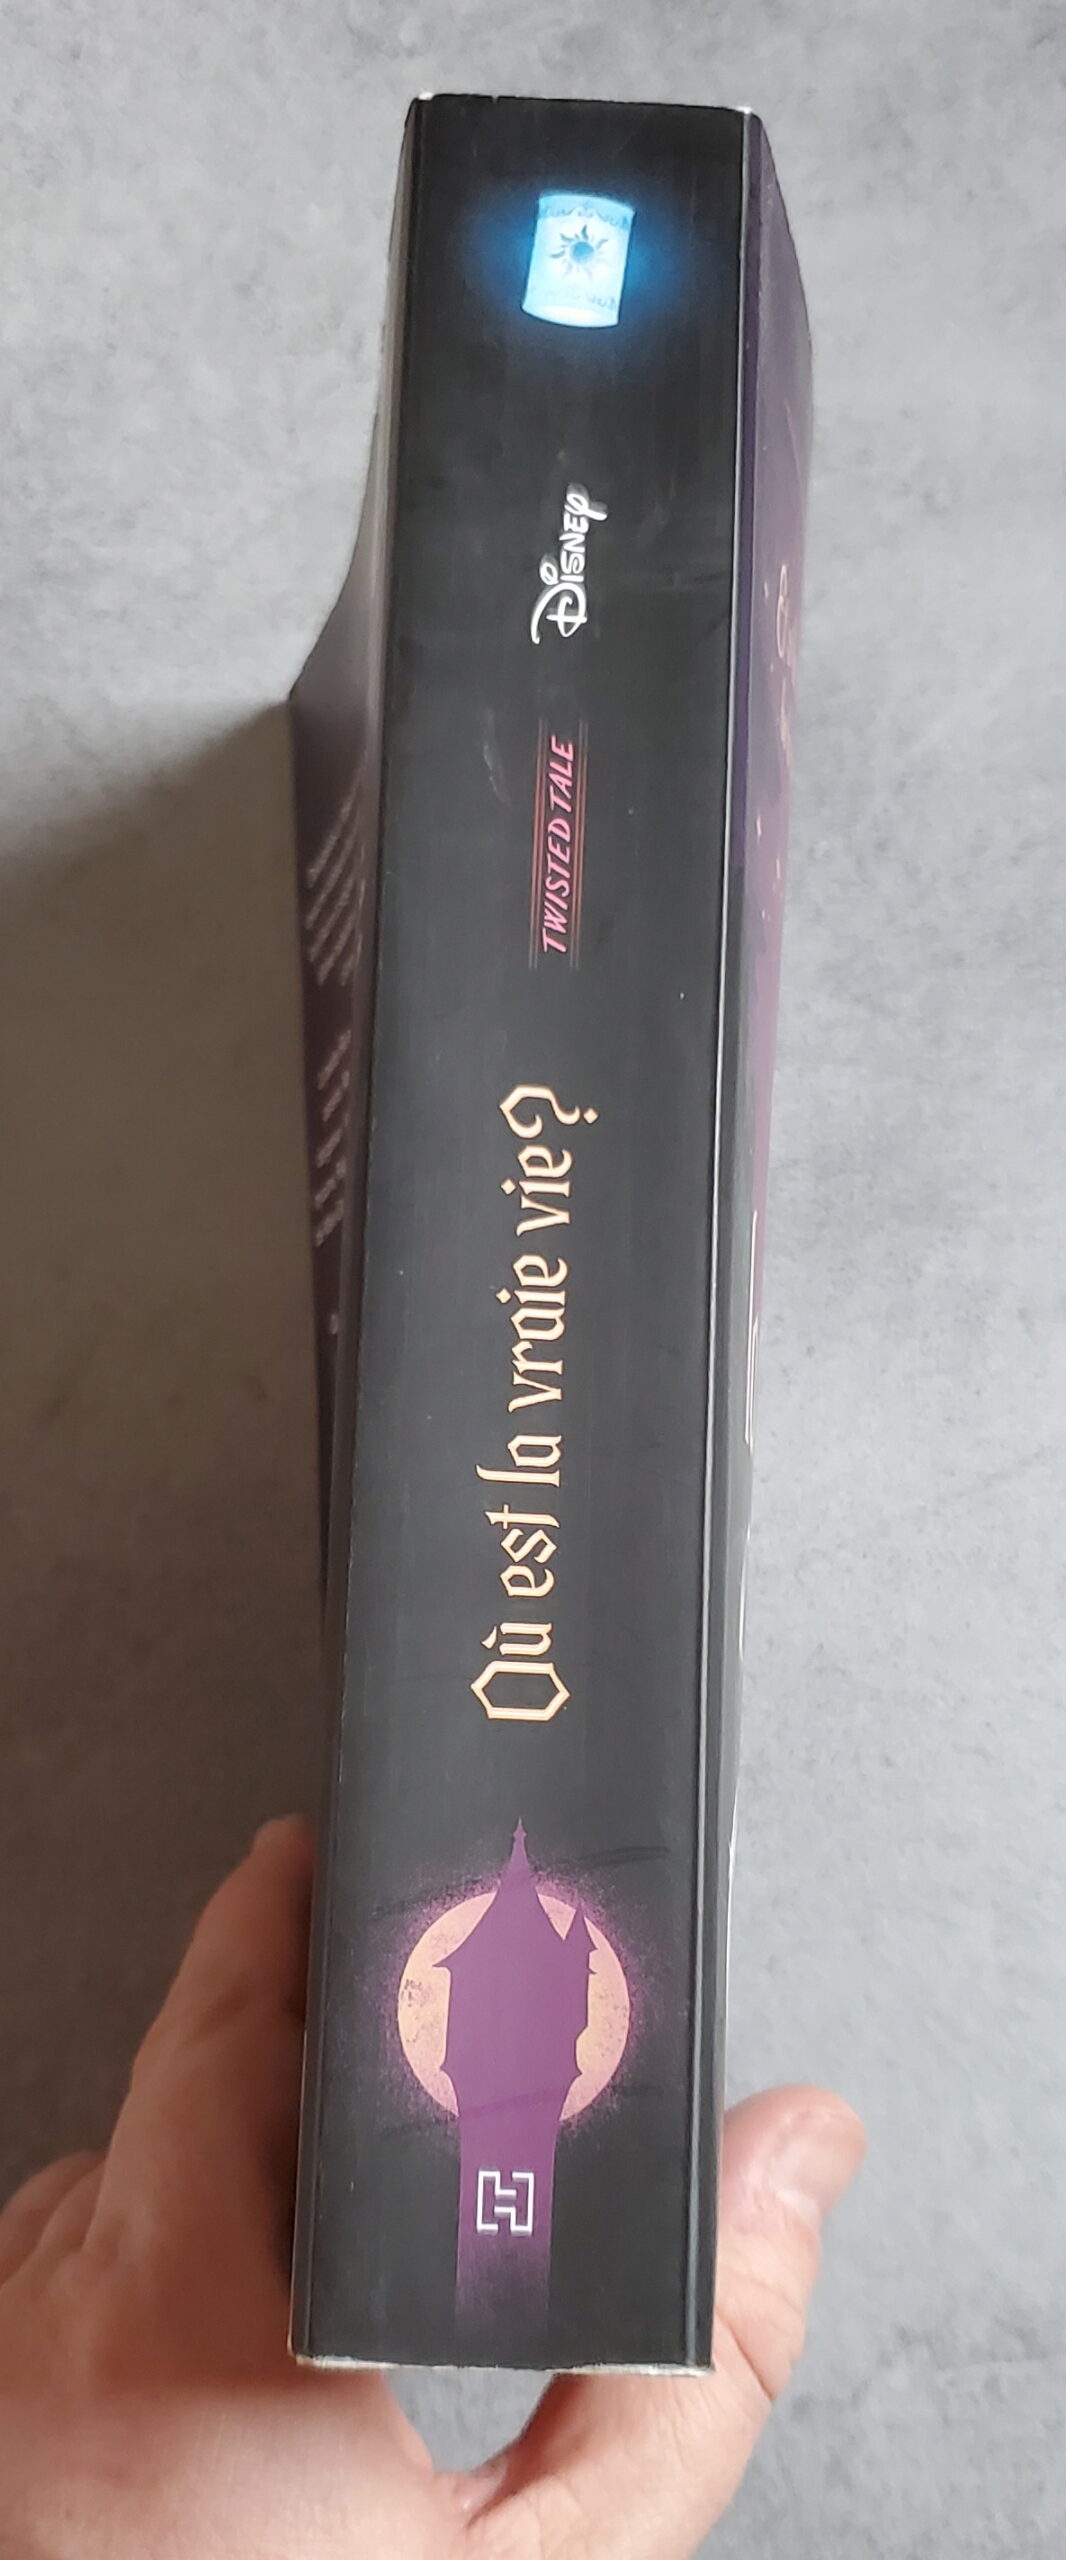 Où est la vraie vie?
TWISTED TALE
Disney
H